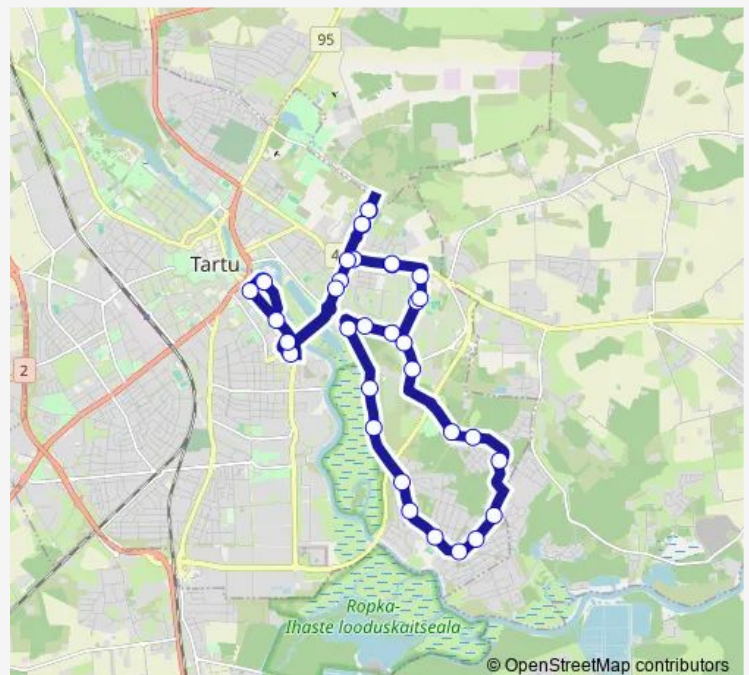 95
Tartu
4
2
Ropka-
Ihaste looduskaitseala
© OpenStreetMap contributors